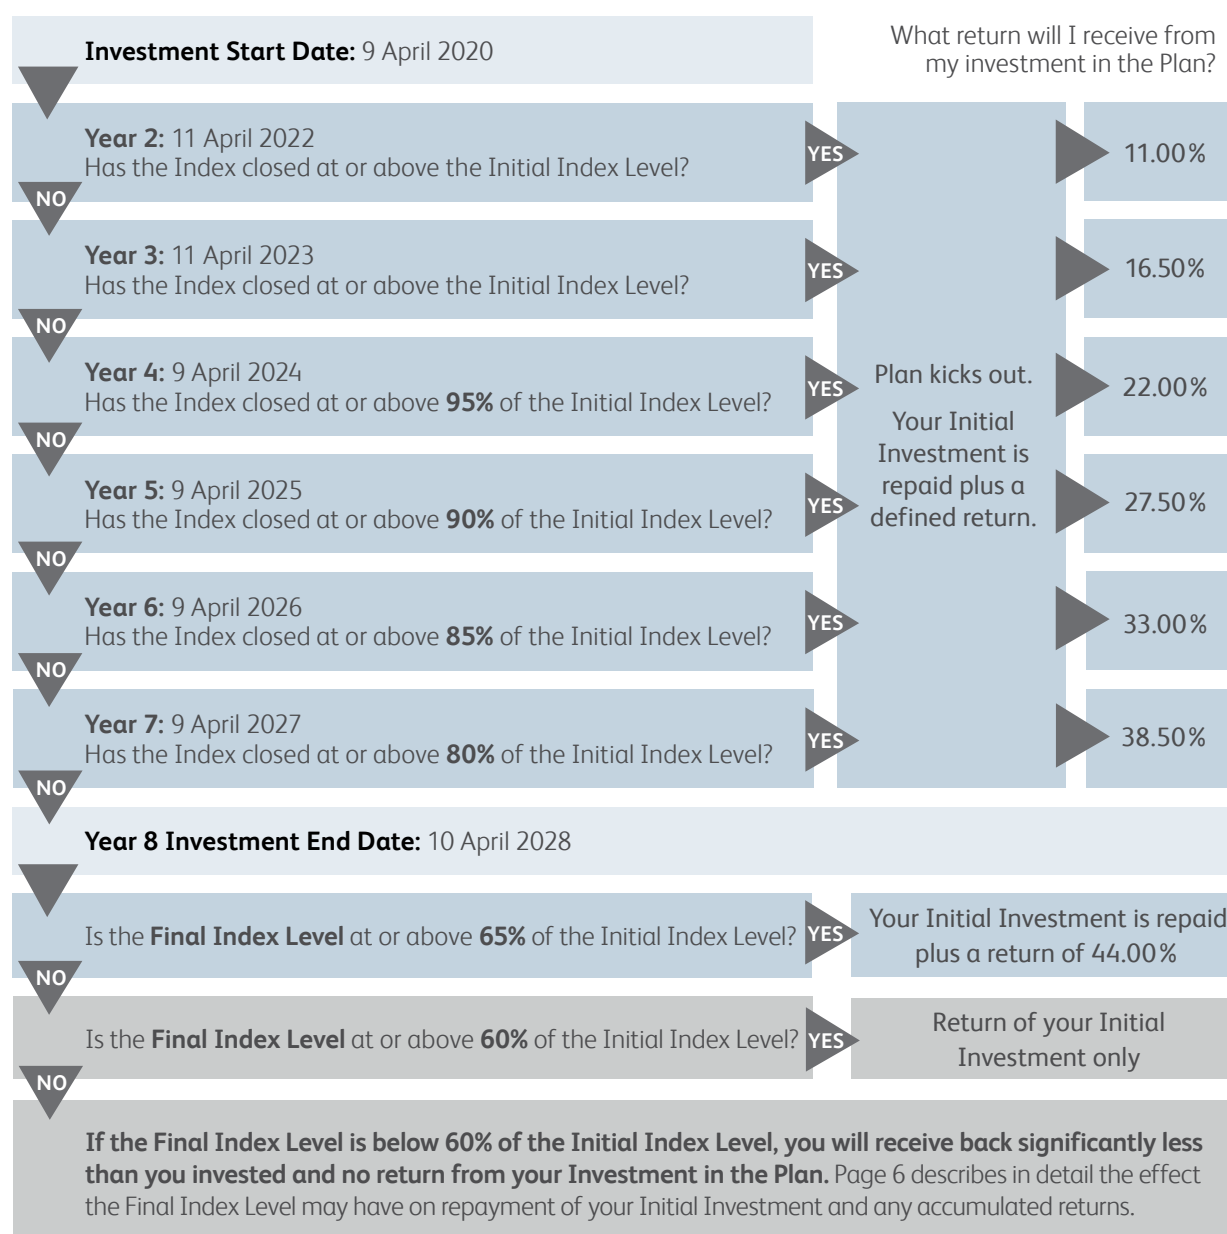 Investment Start Date: 9 April 2020
What return will I receive from
my investment in the Plan?
Year 2: 11 April 2022
Has the Index closed at or above the Initial Index Level?
YES
11.00%
NO
Year 3: 11 April 2023
Has the Index closed at or above the Initial Index Level?
YES
16.50%
NO
Year 4: 9 April 2024
Has the Index closed at or above 95% of the Initial Index Level?
YES
Plan kicks out.
Your Initial
Investment is
repaid plus a
defined return.
22.00%
NO
Year 5: 9 April 2025
Has the Index closed at or above 90% of the Initial Index Level?
YES
27.50%
NO
Year 6: 9 April 2026
Has the Index closed at or above 85% of the Initial Index Level?
YES
33.00%
NO
Year 7: 9 April 2027
Has the Index closed at or above 80% of the Initial Index Level?
YES
38.50%
NO
Year 8 Investment End Date: 10 April 2028
Is the Final Index Level at or above 65% of the Initial Index Level?
YES
Your Initial Investment is repaid
plus a return of 44.00%
NO
Is the Final Index Level at or above 60% of the Initial Index Level?
YES
Return of your Initial
Investment only
NO
If the Final Index Level is below 60% of the Initial Index Level, you will receive back significantly less
than you invested and no return from your Investment in the Plan. Page 6 describes in detail the effect
the Final Index Level may have on repayment of your Initial Investment and any accumulated returns.